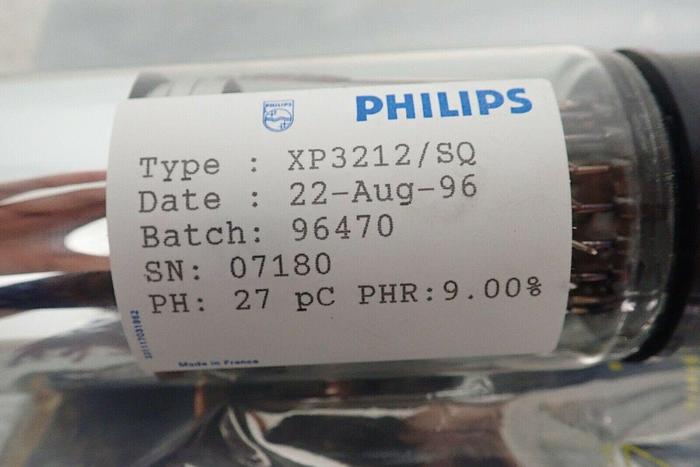 PHILIPS
PHILIPS
Type : XP3212/SQ
Date : 22-Aug-96
Batch: 96470
SN: 07180
PH: 27 pC PHR:9.00%
Made in France